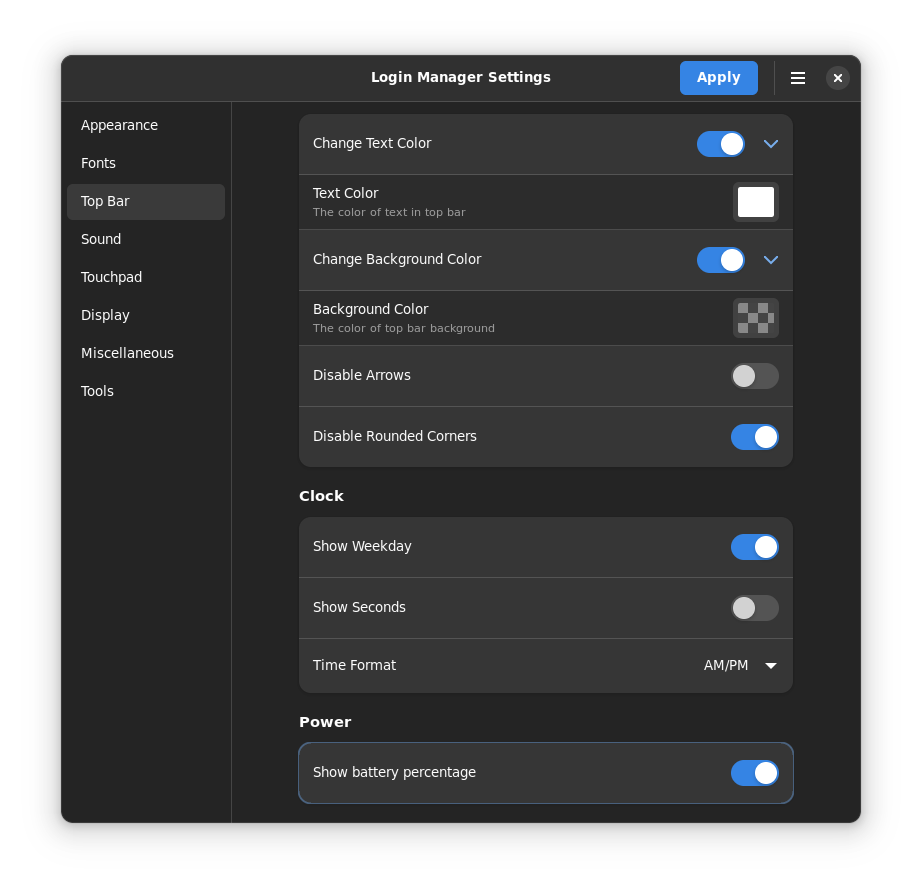 Login Manager Settings
Apply
Appearance
Fonts
Top Bar
Sound
Touchpad
Display
Miscellaneous
Tools
Change Text Color
Text Color
The color of text in top bar
Change Background Color
Background Color
The color of top bar background
Disable Arrows
Disable Rounded Corners
Clock
Show Weekday
Show Seconds
Time Format AM/PM
Power
Show battery percentage